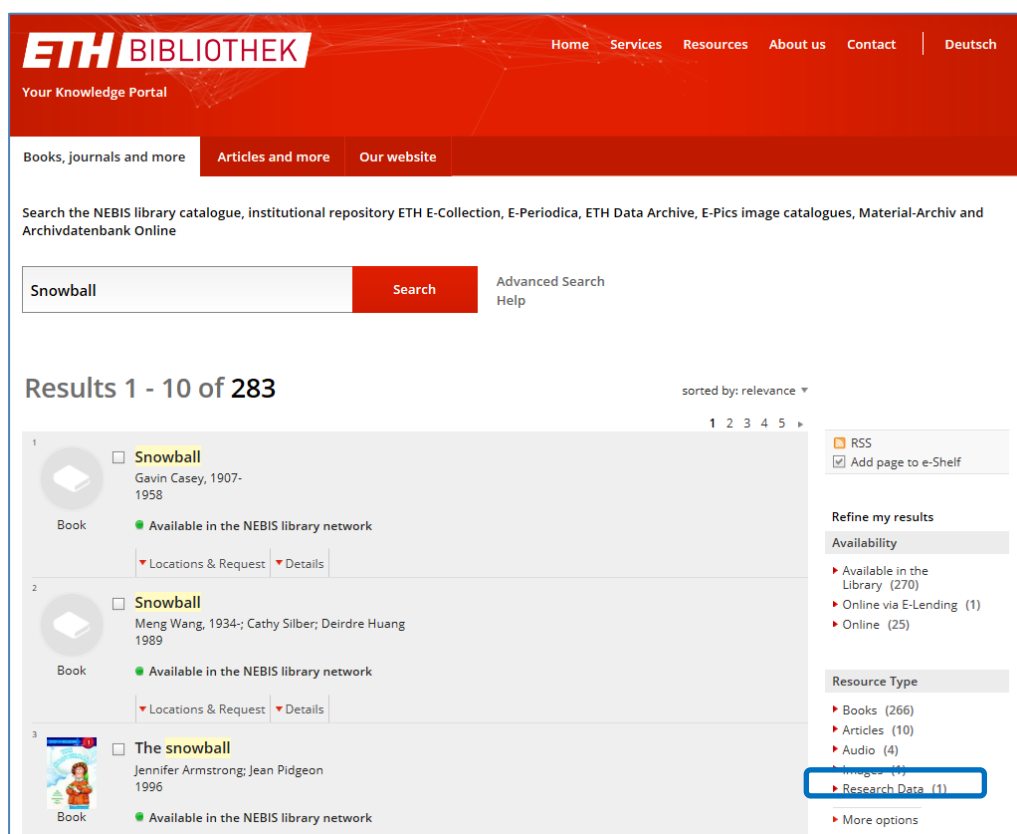 ETH BIBLIOTHEK
Home Services Resources About us Contact Deutsch
Your Knowledge Portal
Books, journals and more Articles and more Our website
Search the NEBIS library catalogue, institutional repository ETH E-Collection, E-Periodica, ETH Data Archive, E-Pics image catalogues, Material-Archiv and
Archivdatenbank Online
Snowball Search
Advanced Search
Help
Results 1 - 10 of 283
sorted by: relevance
1 2 3 4 5
1
Snowball
Gavin Casey, 1907-
1958
Book
Available in the NEBIS library network
Locations & Request Details
2
Snowball
Meng Wang, 1934-; Cathy Silber; Deirdre Huang
1989
Book
Available in the NEBIS library network
Locations & Request Details
3
The snowball
Jennifer Armstrong; Jean Pidgeon
1996
Book
Available in the NEBIS library network
RSS
Add page to e-Shelf
Refine my results
Availability
Available in the
Library (270)
Online via E-Lending (1)
Online (25)
Resource Type
Books (266)
Articles (10)
Audio (4)
Images (1)
Research Data (1)
More options